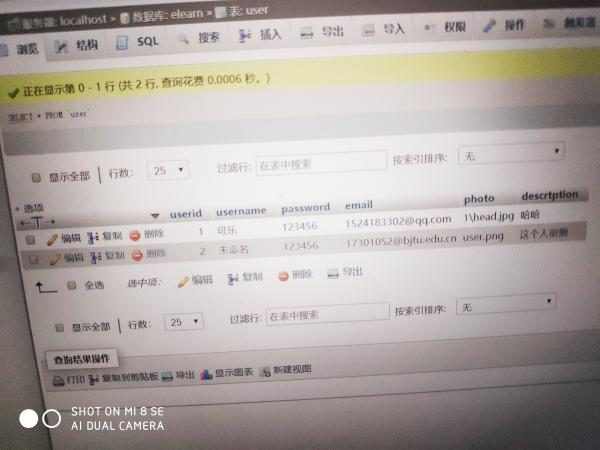 服务器: localhost » 数据库: elearn » 表: user
浏览 结构 SQL 搜索 插入 导出 导入 权限 操作 触发器
正在显示第 0 - 1 行 (共 2 行, 查询花费 0.0006 秒。)
SELECT * FROM `user`
显示全部 | 行数: 25 过滤行: 在表中搜索 按索引排序: 无
+ 选项
←T→ userid username password email photo description
编辑 复制 删除 1 可乐 123456 1524183302@qq.com 1\head.jpg 哈哈
编辑 复制 删除 2 未命名 123456 17301052@bjtu.edu.cn user.png 这个人很懒
全选 选中项: 编辑 复制 删除 导出
显示全部 | 行数: 25 过滤行: 在表中搜索 按索引排序: 无
查询结果操作
打印 复制到剪贴板 导出 显示图表 新建视图
SHOT ON MI 8 SE
AI DUAL CAMERA